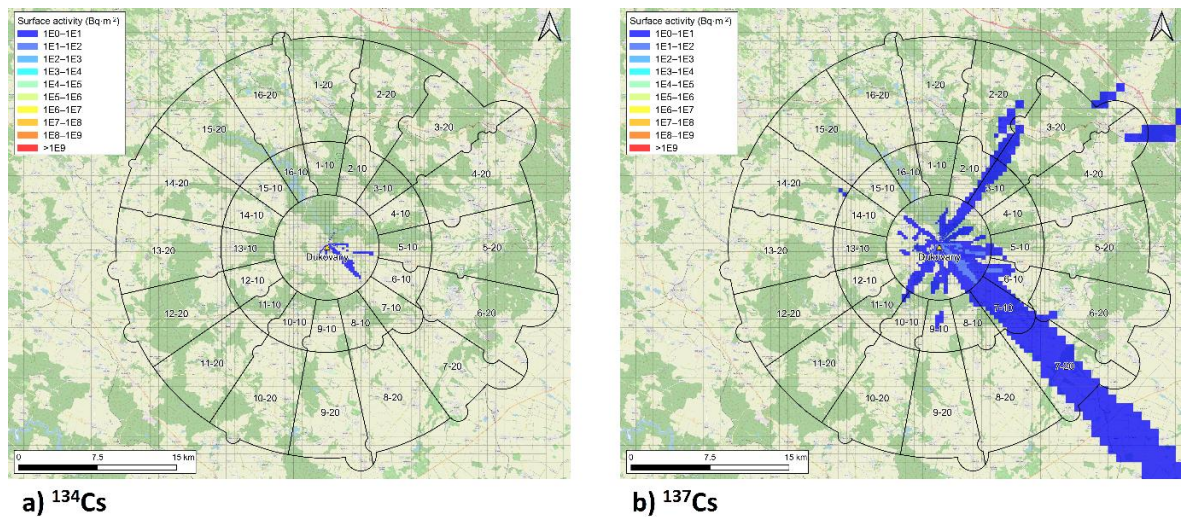 Surface activity (Bq·m⁻²)
1E0–1E1
1E1–1E2
1E2–1E3
1E3–1E4
1E4–1E5
1E5–1E6
1E6–1E7
1E7–1E8
1E8–1E9
>1E9
1-20
2-20
16-20
3-20
15-20
4-20
1-10
2-10
16-10
3-10
15-10
14-20
4-10
14-10
13-20
13-10
5-10
5-20
Dukovany
12-10
6-10
12-20
11-10
7-10
6-20
10-10
9-10
8-10
11-20
7-20
10-20
8-20
9-20
0 7.5 15 km
a) ¹³⁴Cs
Surface activity (Bq·m⁻²)
1E0–1E1
1E1–1E2
1E2–1E3
1E3–1E4
1E4–1E5
1E5–1E6
1E6–1E7
1E7–1E8
1E8–1E9
>1E9
1-20
2-20
16-20
3-20
15-20
4-20
1-10
2-10
16-10
3-10
15-10
14-20
4-10
14-10
13-20
13-10
5-10
5-20
Dukovany
12-10
6-10
12-20
11-10
7-10
6-20
10-10
9-10
8-10
11-20
7-20
10-20
8-20
9-20
0 7.5 15 km
b) ¹³⁷Cs